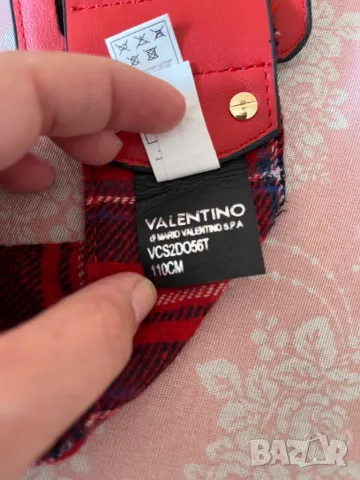 VALENTINO
di MARIO VALENTINO S.P.A
VCS2DO56T
110CM
BAZAR